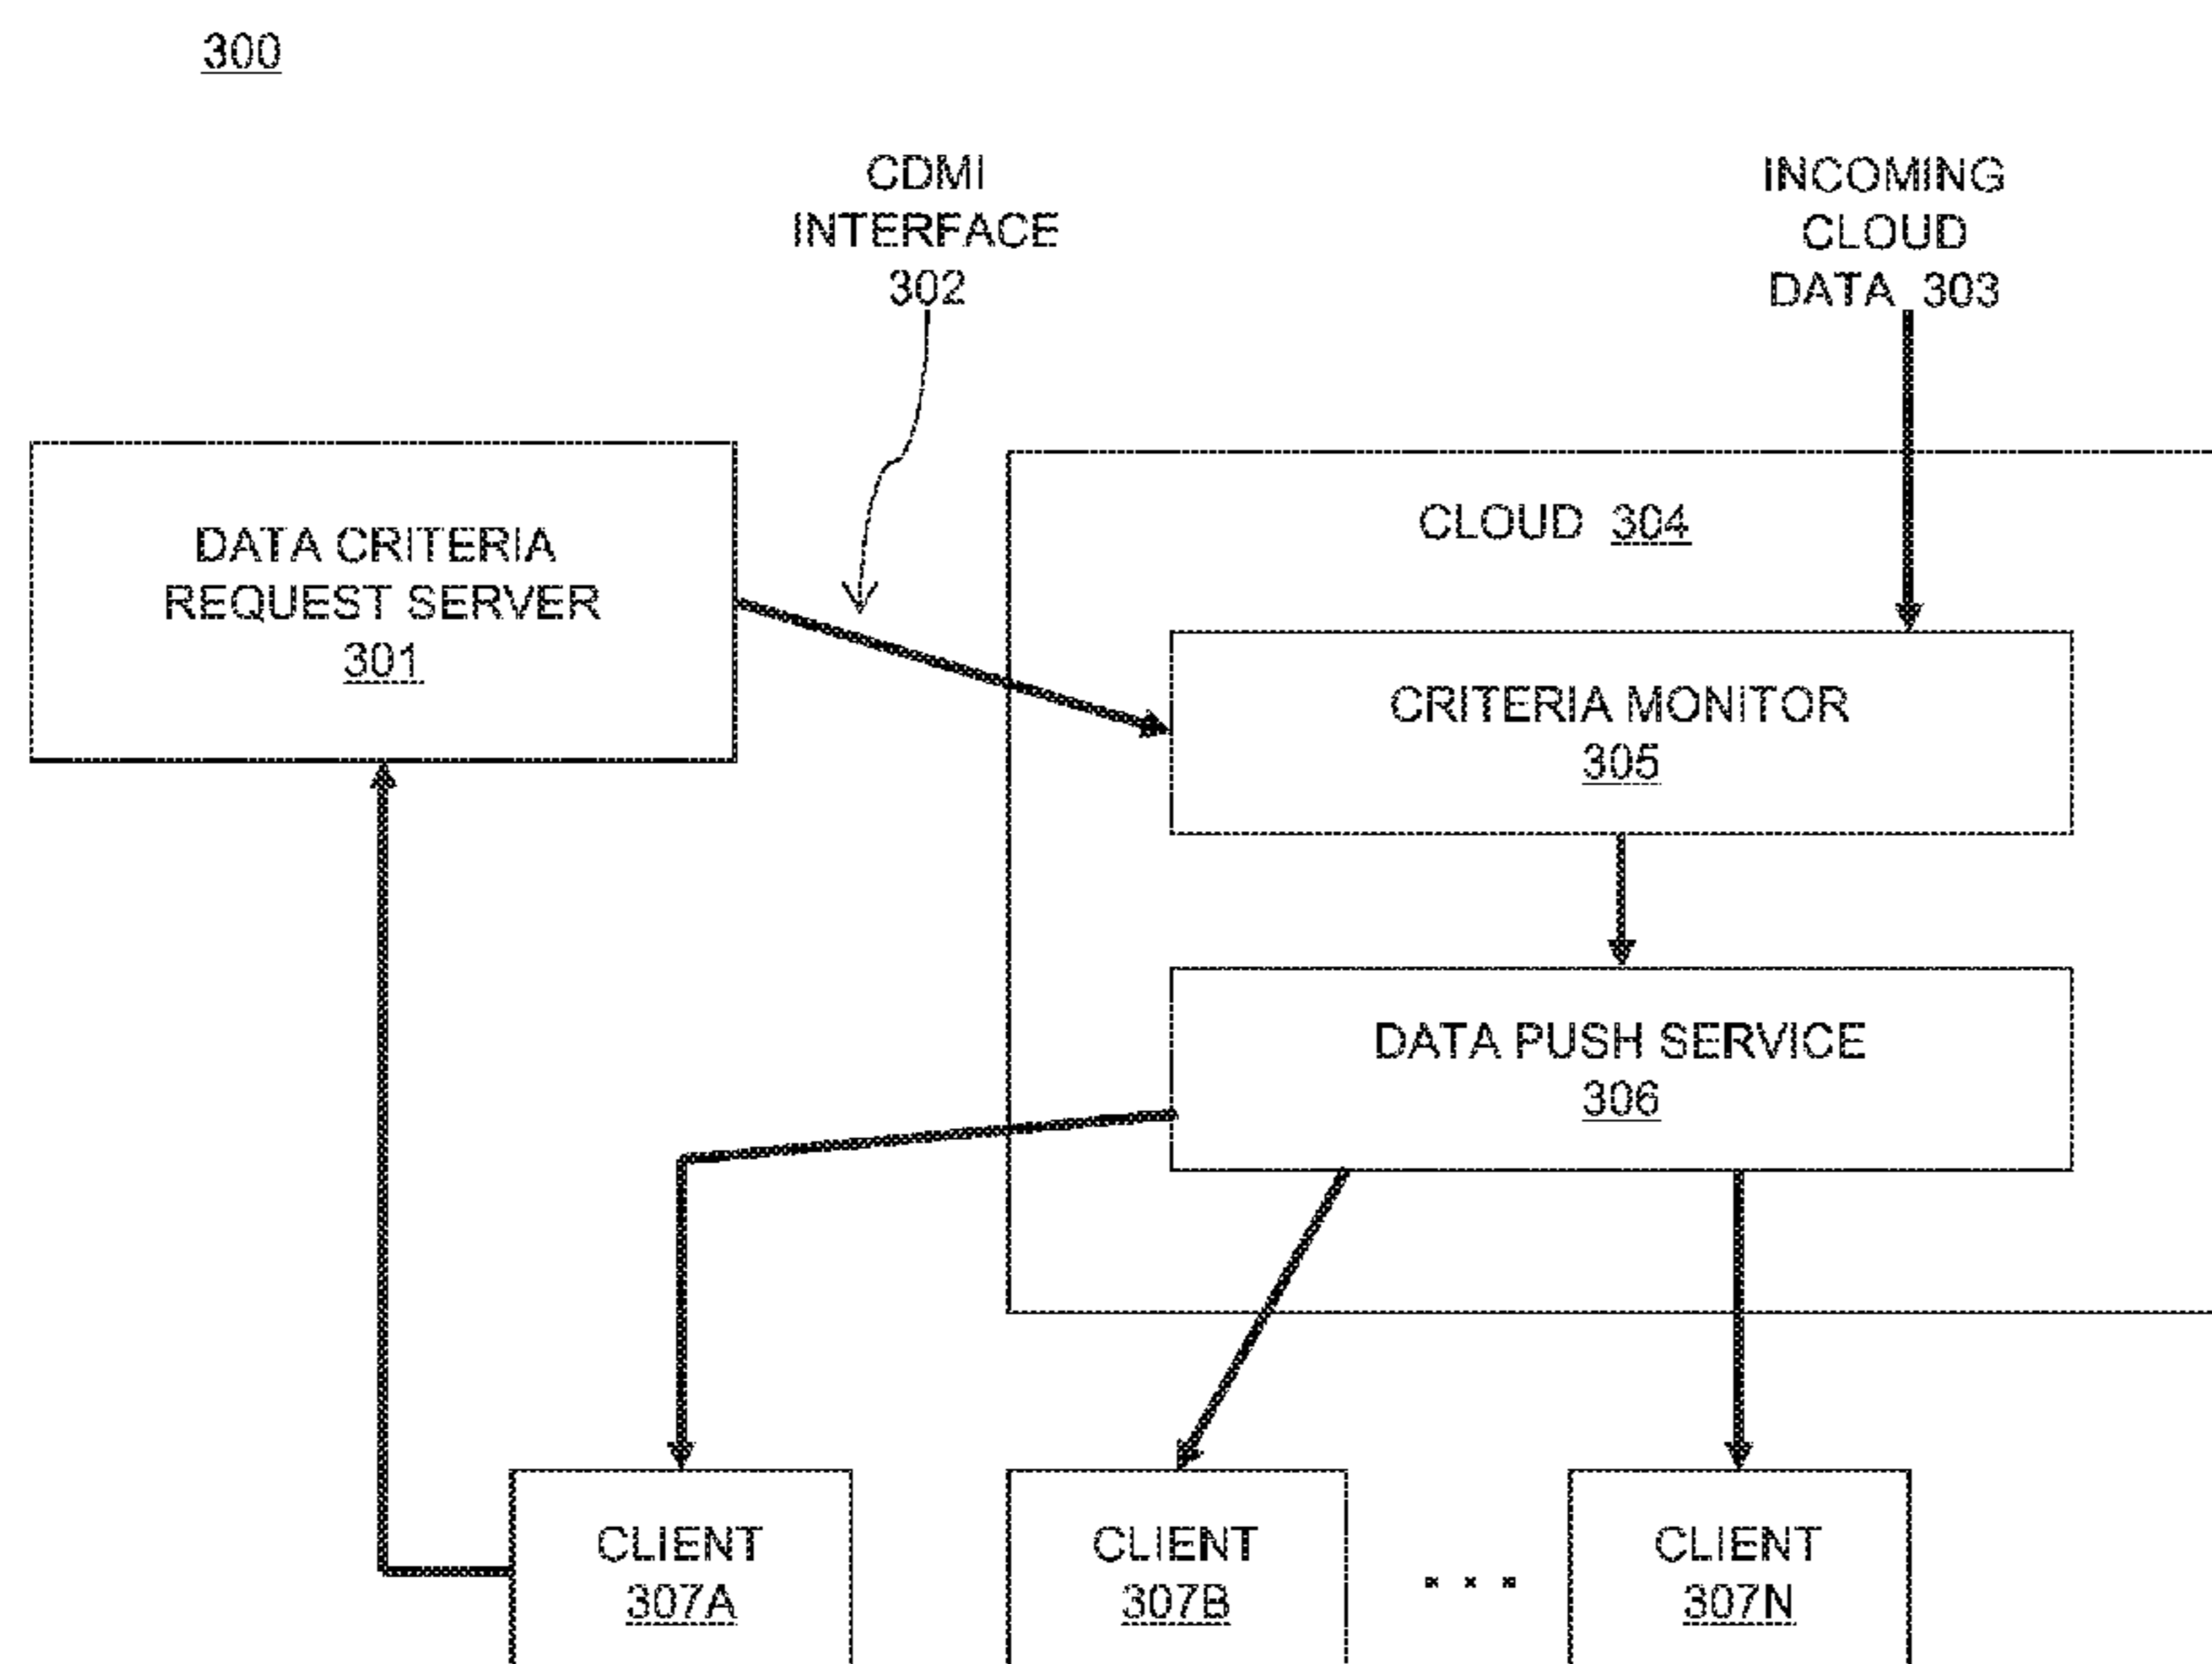 300
CDMI
INTERFACE
302
INCOMING
CLOUD
DATA 303
DATA CRITERIA
REQUEST SERVER
301
CLOUD 304
CRITERIA MONITOR
305
DATA PUSH SERVICE
306
CLIENT
307A
CLIENT
307B
. . .
CLIENT
307N